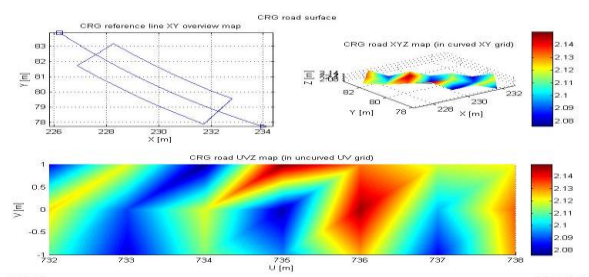 CRG road surface
CRG reference line XY overview map
83
82
81
80
79
78
Y [m]
226 228 230 232 234
X [m]
CRG road XYZ map (in curved XY grid)
Z [m]
82
80
78
Y [m]
228
230
232
X [m]
2.14
2.13
2.12
2.11
2.1
2.09
2.08
CRG road UVZ map (in uncurved UV grid)
1
0.5
0
-0.5
-1
V [m]
732 733 734 735 736 737 738
U [m]
2.14
2.13
2.12
2.11
2.1
2.09
2.08